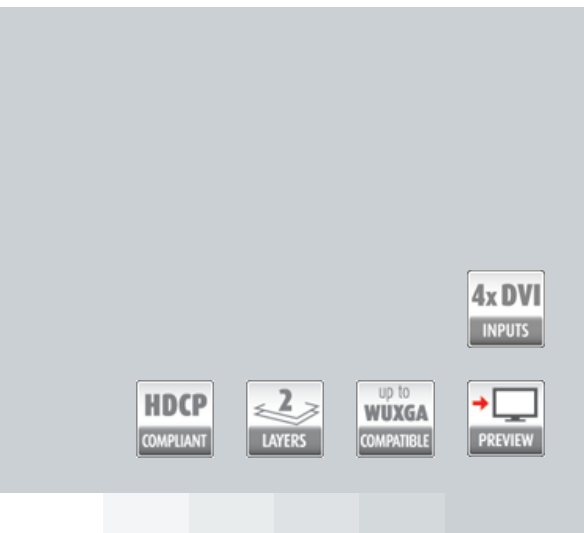 4x DVI
INPUTS
HDCP
COMPLIANT
2
LAYERS
up to
WUXGA
COMPATIBLE
PREVIEW